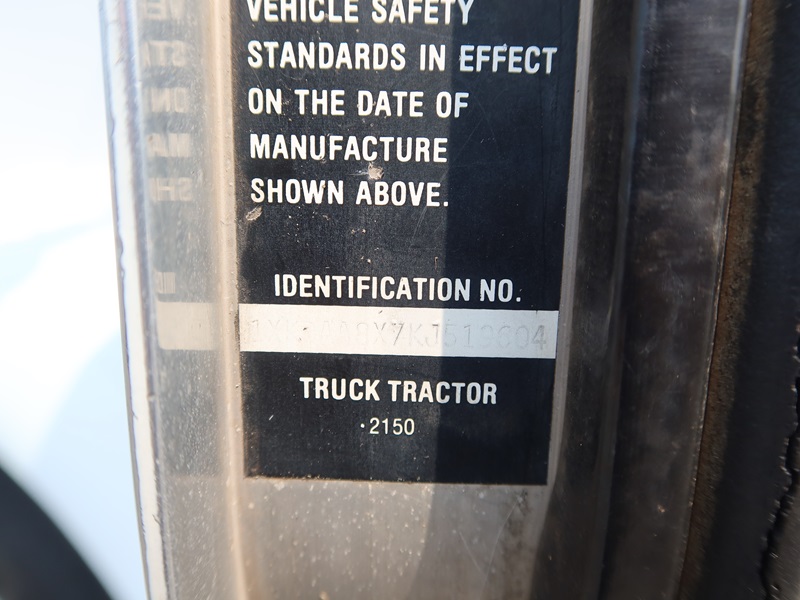 VEHICLE SAFETY
STANDARDS IN EFFECT
ON THE DATE OF
MANUFACTURE
SHOWN ABOVE.
IDENTIFICATION NO.
TRUCK TRACTOR
·2150